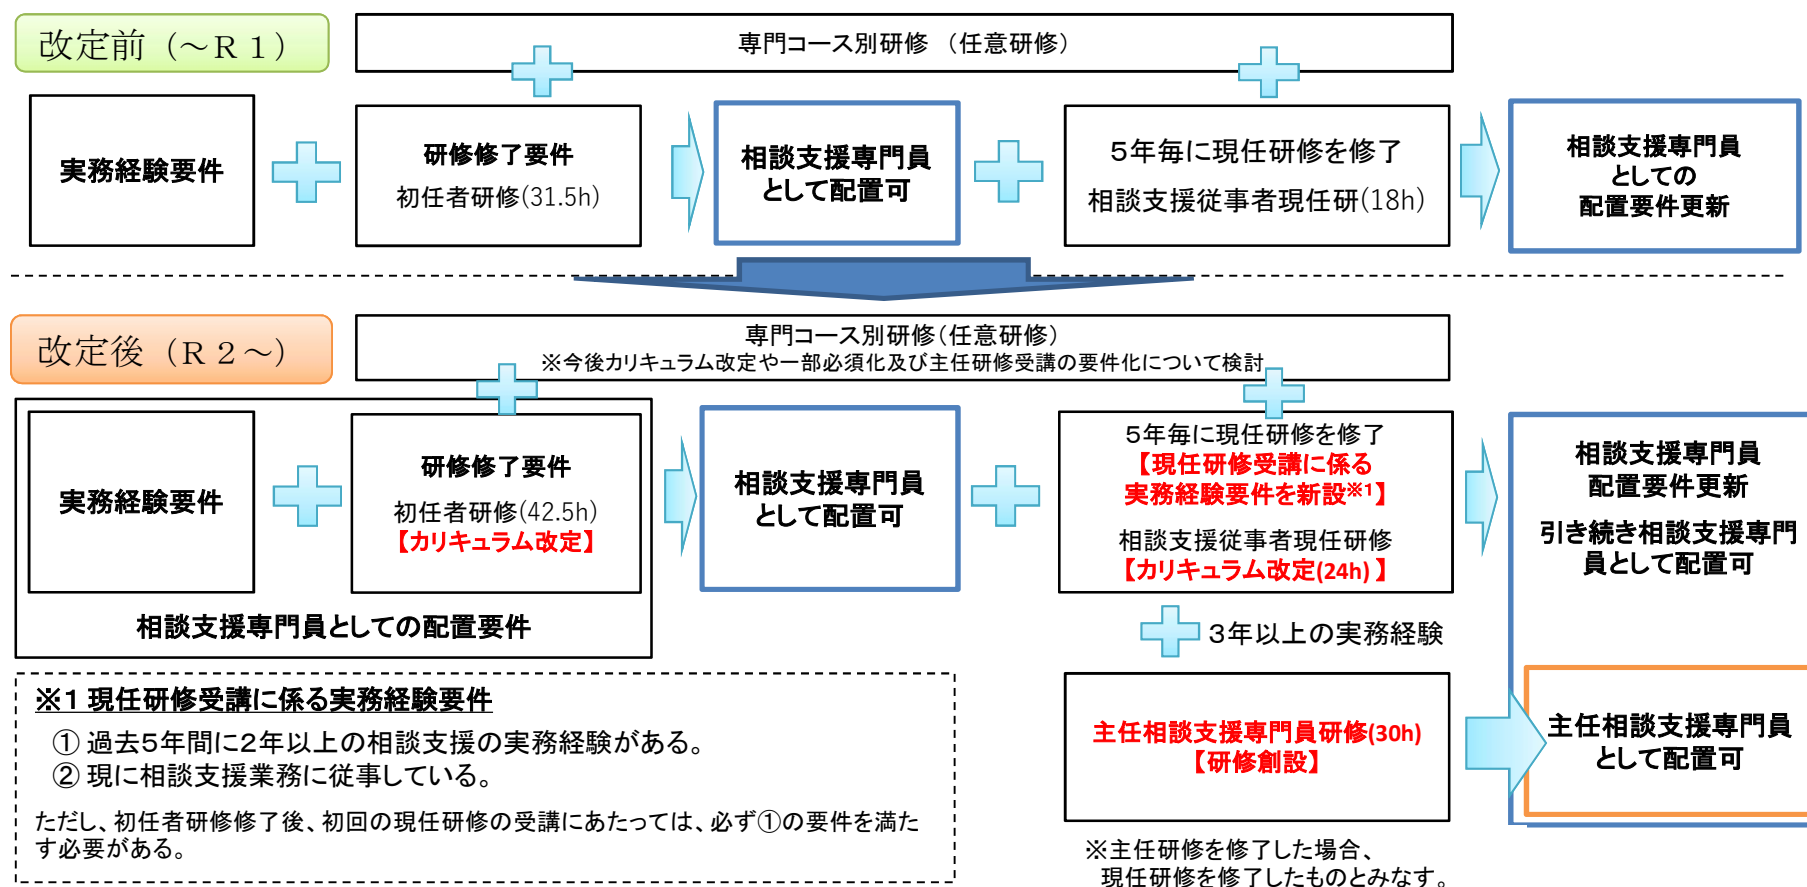 改定前（～Ｒ１）
専門コース別研修　（任意研修）
実務経験要件
研修修了要件
初任者研修(31.5h)
相談支援専門員
として配置可
５年毎に現任研修を修了
相談支援従事者現任研(18h)
相談支援専門員
としての
配置要件更新
改定後（Ｒ２～）
専門コース別研修（任意研修）
※今後カリキュラム改定や一部必須化及び主任研修受講の要件化について検討
実務経験要件
研修修了要件
初任者研修(42.5h)
【カリキュラム改定】
相談支援専門員としての配置要件
相談支援専門員
として配置可
５年毎に現任研修を修了
【現任研修受講に係る
実務経験要件を新設※1】
相談支援従事者現任研修
【カリキュラム改定(24h)】
相談支援専門員
配置要件更新
引き続き相談支援専門
員として配置可
３年以上の実務経験
主任相談支援専門員研修(30h)
【研修創設】
主任相談支援専門員
として配置可
※主任研修を修了した場合、
現任研修を修了したものとみなす。
※１ 現任研修受講に係る実務経験要件
① 過去５年間に２年以上の相談支援の実務経験がある。
② 現に相談支援業務に従事している。
ただし、初任者研修修了後、初回の現任研修の受講にあたっては、必ず①の要件を満た
す必要がある。